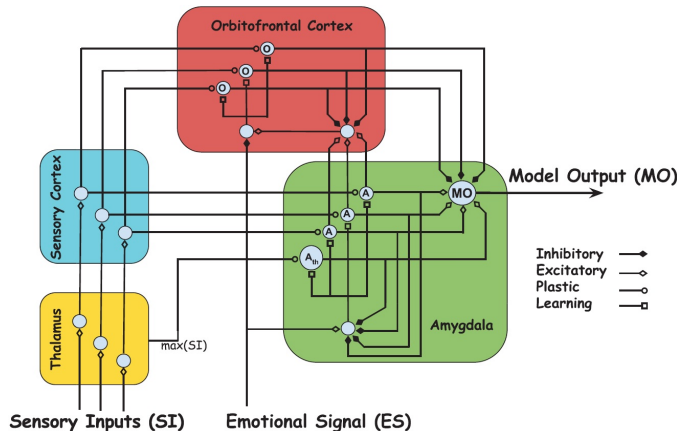 Orbitofrontal Cortex
O
O
O
Sensory Cortex
A
A
A
Ath
MO
Model Output (MO)
Inhibitory
Excitatory
Plastic
Learning
Amygdala
Thalamus
max(SI)
Sensory Inputs (SI)
Emotional Signal (ES)